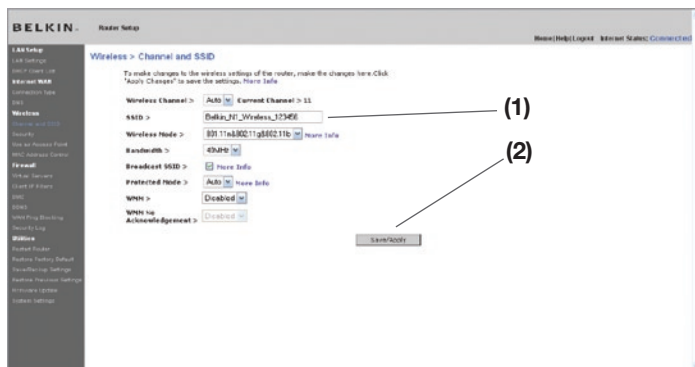 BELKIN. Router Setup
Home|Help|Logout Internet Status: Connected
LAN Setup
LAN Settings
DHCP Client List
Internet WAN
Connection Type
DNS
Wireless
Channel and SSID
Security
Use as Access Point
MAC Address Control
Firewall
Virtual Servers
Client IP Filters
DMZ
DDNS
WAN Ping Blocking
Security Log
Utilities
Restart Router
Restore Factory Default
Save/Backup Settings
Restore Previous Settings
Firmware Update
System Settings
Wireless > Channel and SSID
To make changes to the wireless settings of the router, make the changes here.Click
"Apply Changes" to save the settings. More Info
Wireless Channel > Auto Current Channel > 11
SSID > Belkin_N1_Wireless_123456
(1)
Wireless Mode > 802.11g&802.11b More Info
(2)
Bandwidth >
Broadcast SSID > More Info
Protected Mode > Auto More Info
WMM > Disabled
WMM No
Acknowledgement > Disabled
Save/Apply